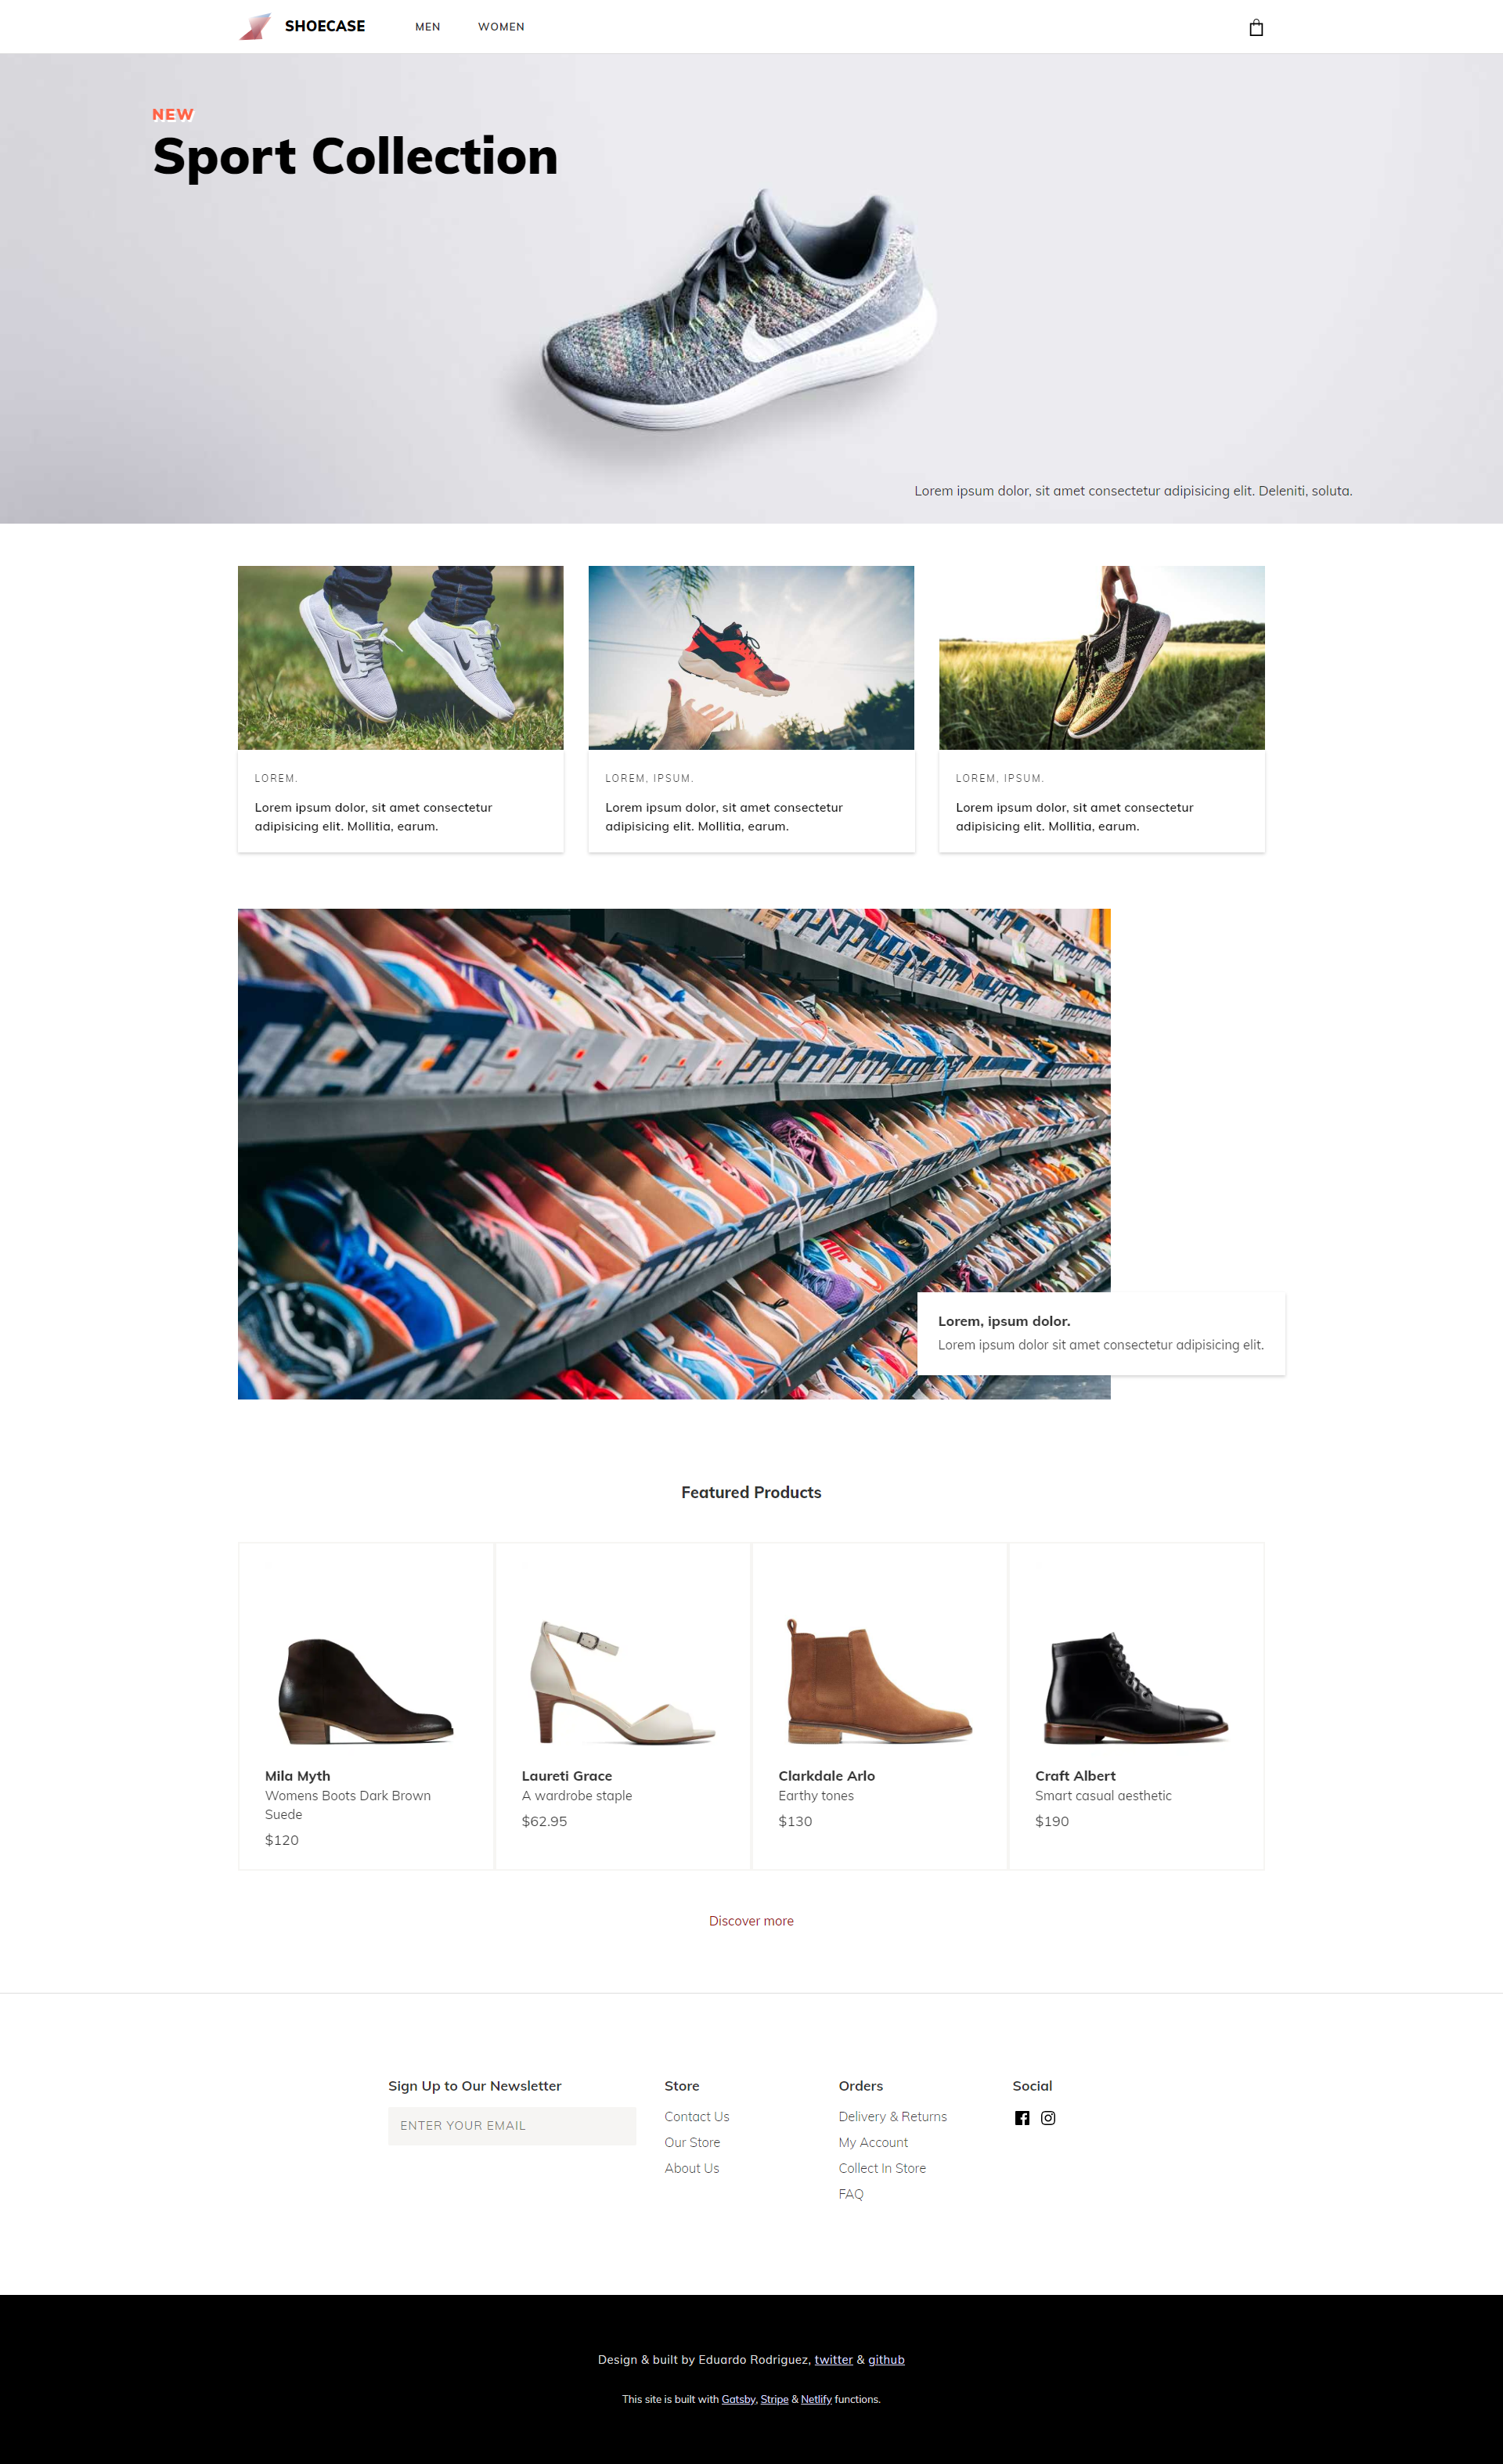 SHOECASE
MEN
WOMEN
NEW
Sport Collection
Lorem ipsum dolor, sit amet consectetur adipisicing elit. Deleniti, soluta.
LOREM.
Lorem ipsum dolor, sit amet consectetur
adipisicing elit. Mollitia, earum.
LOREM, IPSUM.
Lorem ipsum dolor, sit amet consectetur
adipisicing elit. Mollitia, earum.
LOREM, IPSUM.
Lorem ipsum dolor, sit amet consectetur
adipisicing elit. Mollitia, earum.
Lorem, ipsum dolor.
Lorem ipsum dolor sit amet consectetur adipisicing elit.
Featured Products
Mila Myth
Womens Boots Dark Brown
Suede
$120
Laureti Grace
A wardrobe staple
$62.95
Clarkdale Arlo
Earthy tones
$130
Craft Albert
Smart casual aesthetic
$190
Discover more
Sign Up to Our Newsletter
ENTER YOUR EMAIL
Store
Contact Us
Our Store
About Us
Orders
Delivery & Returns
My Account
Collect In Store
FAQ
Social
Design & built by Eduardo Rodriguez, twitter & github
This site is built with Gatsby, Stripe & Netlify functions.